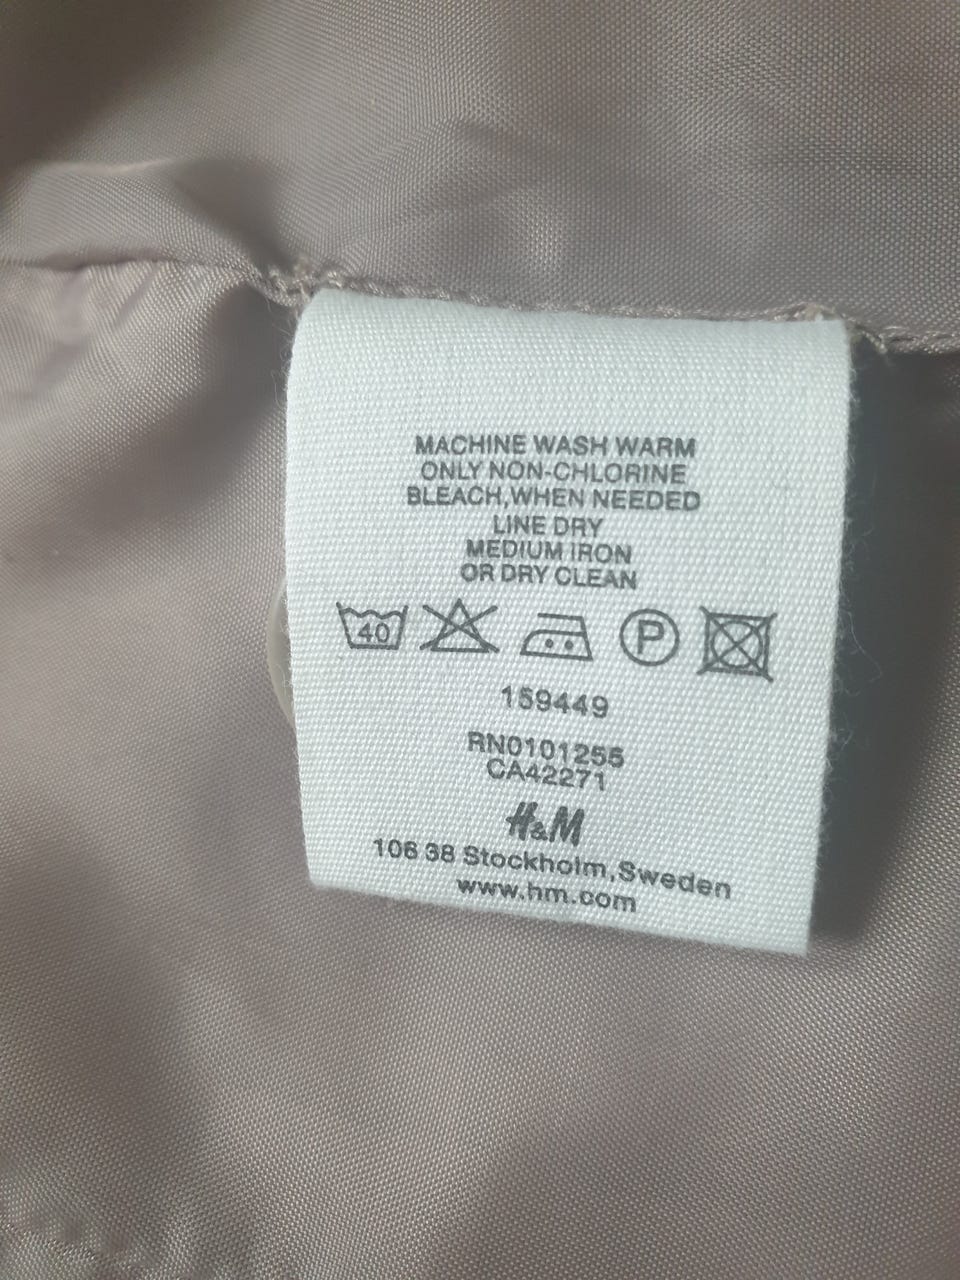 MACHINE WASH WARM
ONLY NON-CHLORINE
BLEACH,WHEN NEEDED
LINE DRY
MEDIUM IRON
OR DRY CLEAN
40 P
159449
RN0101255
CA42271
H&M
106 38 Stockholm,Sweden
www.hm.com